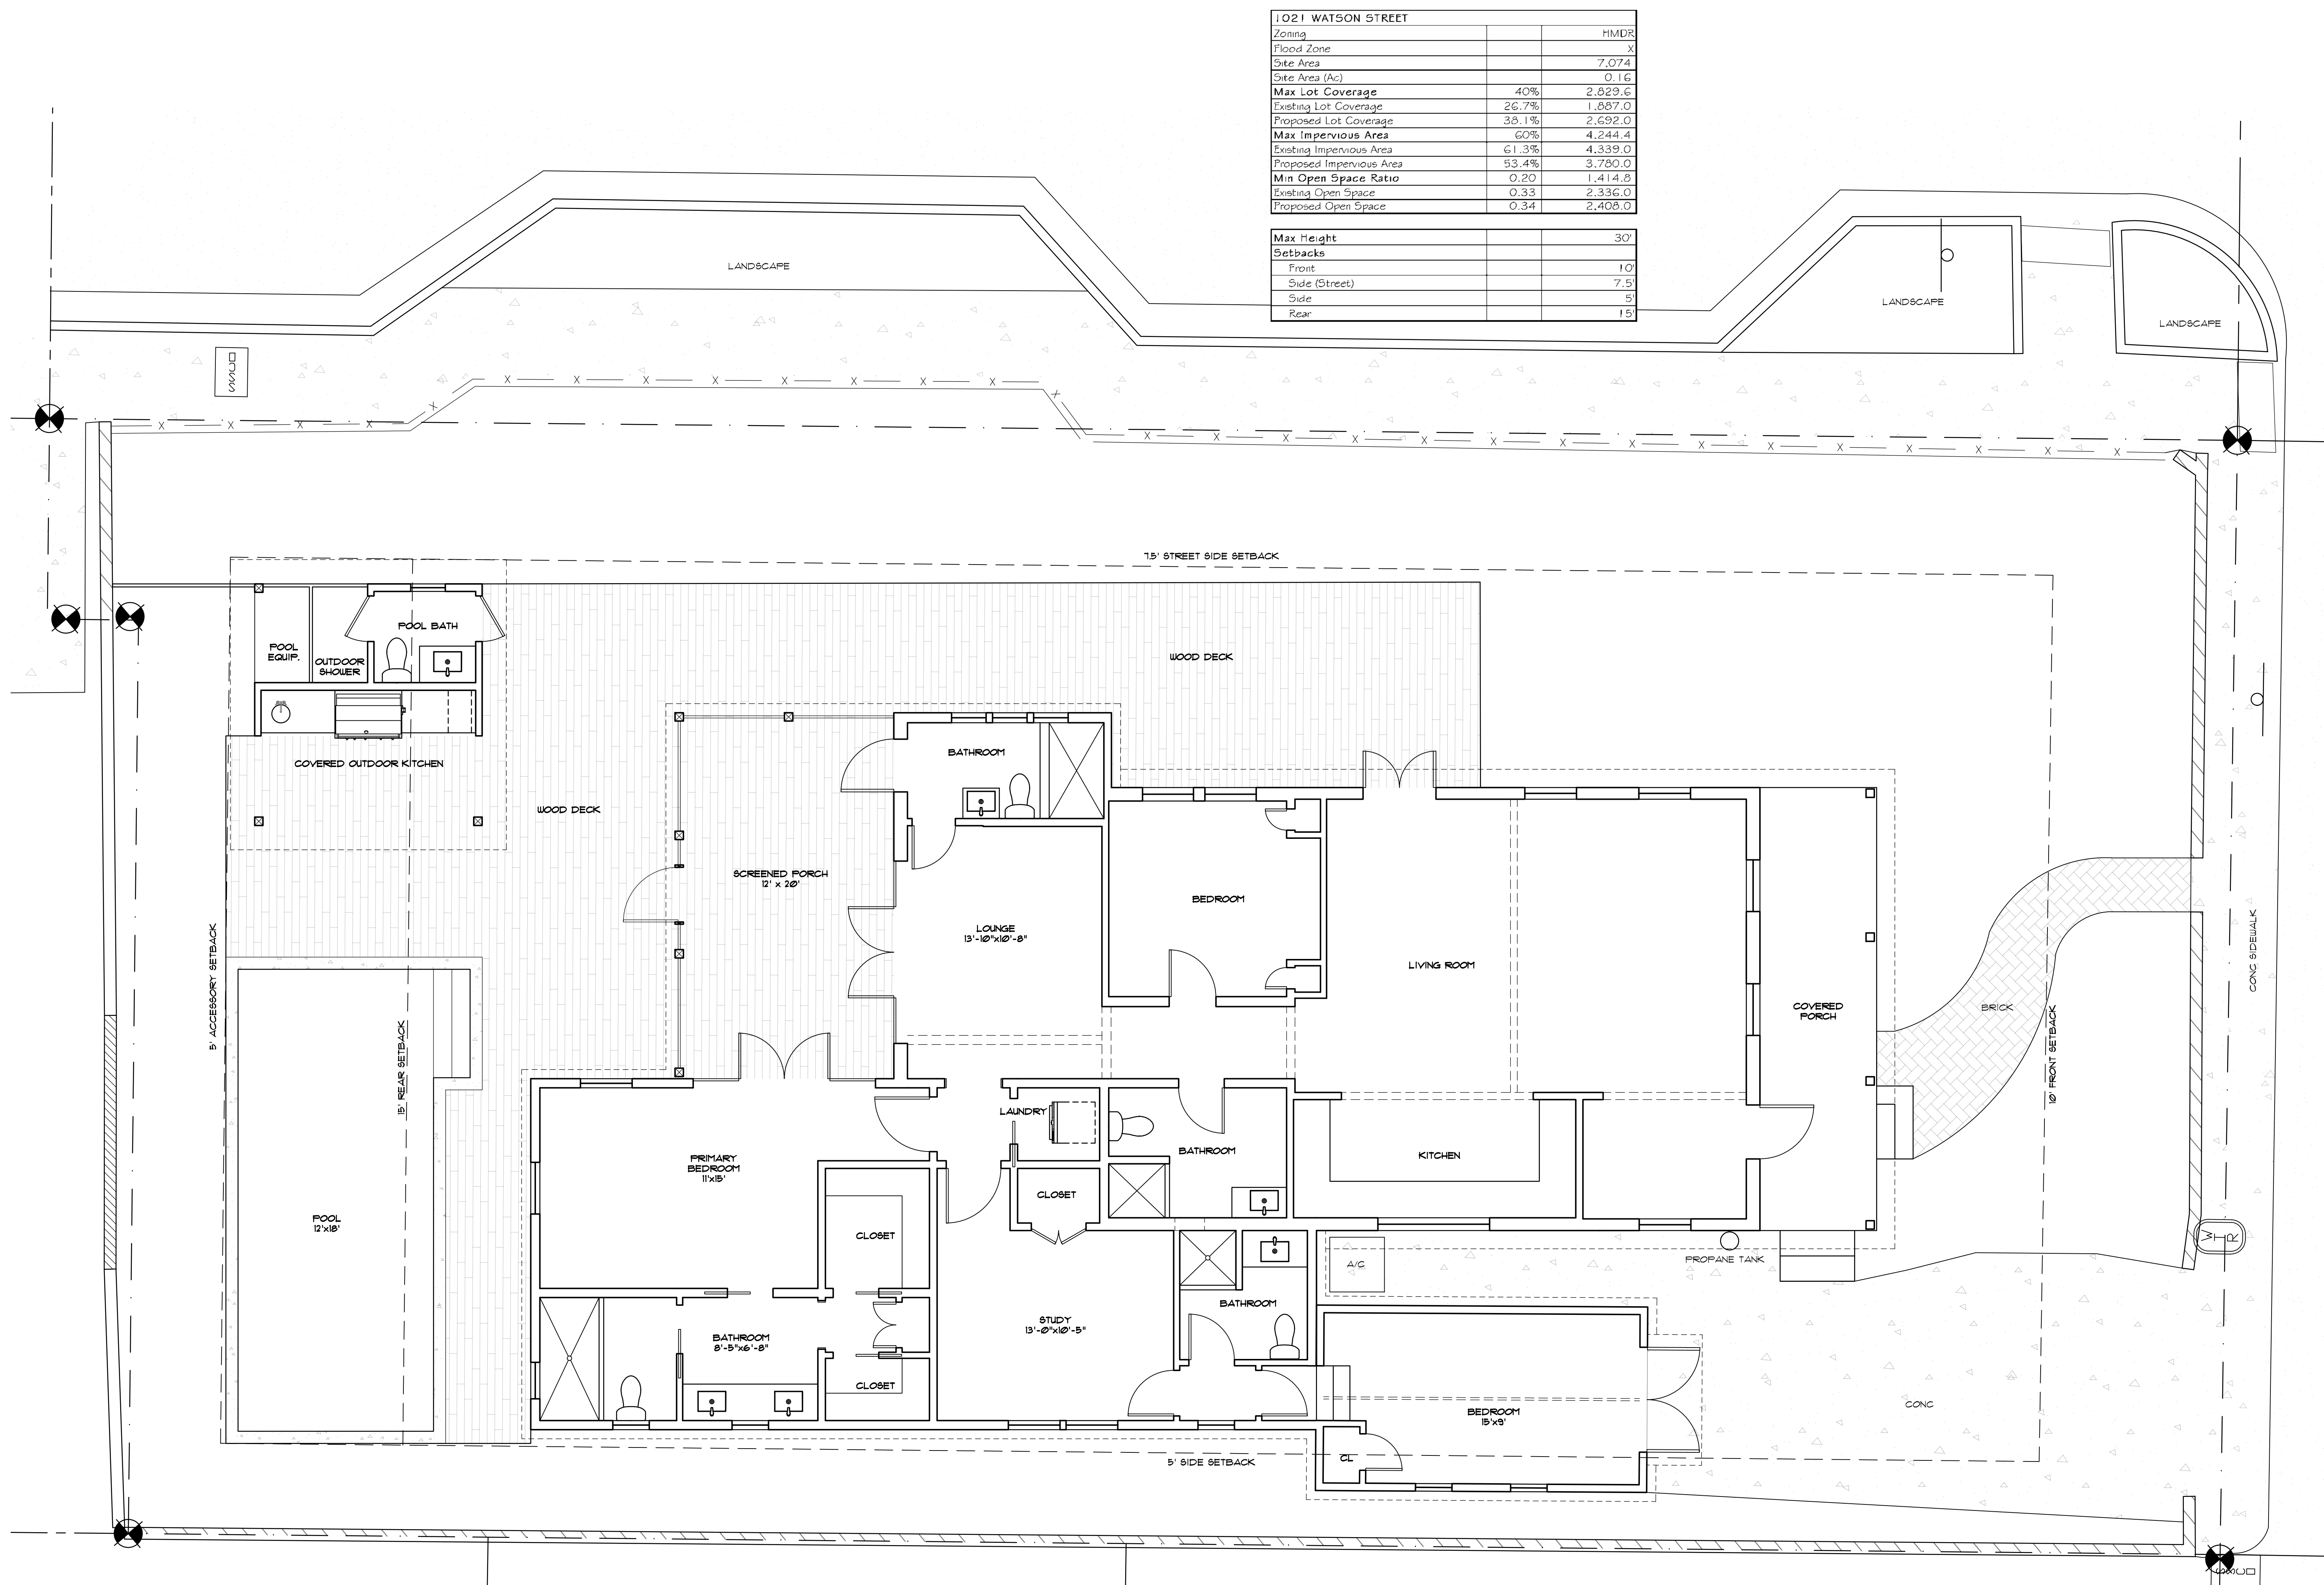 1021 WATSON STREET
Zoning HMDR
Flood Zone X
Site Area 7,074
Site Area (Ac) 0.16
Max Lot Coverage 40% 2,829.6
Existing Lot Coverage 26.7% 1,887.0
Proposed Lot Coverage 38.1% 2,692.0
Max Impervious Area 60% 4,244.4
Existing Impervious Area 61.3% 4,339.0
Proposed Impervious Area 53.4% 3,780.0
Min Open Space Ratio 0.20 1,414.8
Existing Open Space 0.33 2,336.0
Proposed Open Space 0.34 2,408.0
Max Height 30'
Setbacks
Front 10'
Side (Street) 7.5'
Side 5'
Rear 15'
LANDSCAPE
LANDSCAPE
LANDSCAPE
7.5' STREET SIDE SETBACK
POOL BATH
POOL
EQUIP.
OUTDOOR
SHOWER
WOOD DECK
COVERED OUTDOOR KITCHEN
BATHROOM
WOOD DECK
SCREENED PORCH
12' x 20'
BEDROOM
LOUNGE
13'-10"x10'-8"
LIVING ROOM
5' ACCESSORY SETBACK
15' REAR SETBACK
COVERED
PORCH
BRICK
10' FRONT SETBACK
CONC SIDEWALK
LAUNDRY
PRIMARY
BEDROOM
11'x15'
BATHROOM
KITCHEN
CLOSET
POOL
12'x18'
CLOSET
A/C
PROPANE TANK
WTR
BATHROOM
STUDY
13'-0"x10'-5"
BATHROOM
8'-5"x6'-8"
CLOSET
BEDROOM
15'x9'
CONC
CL
5' SIDE SETBACK